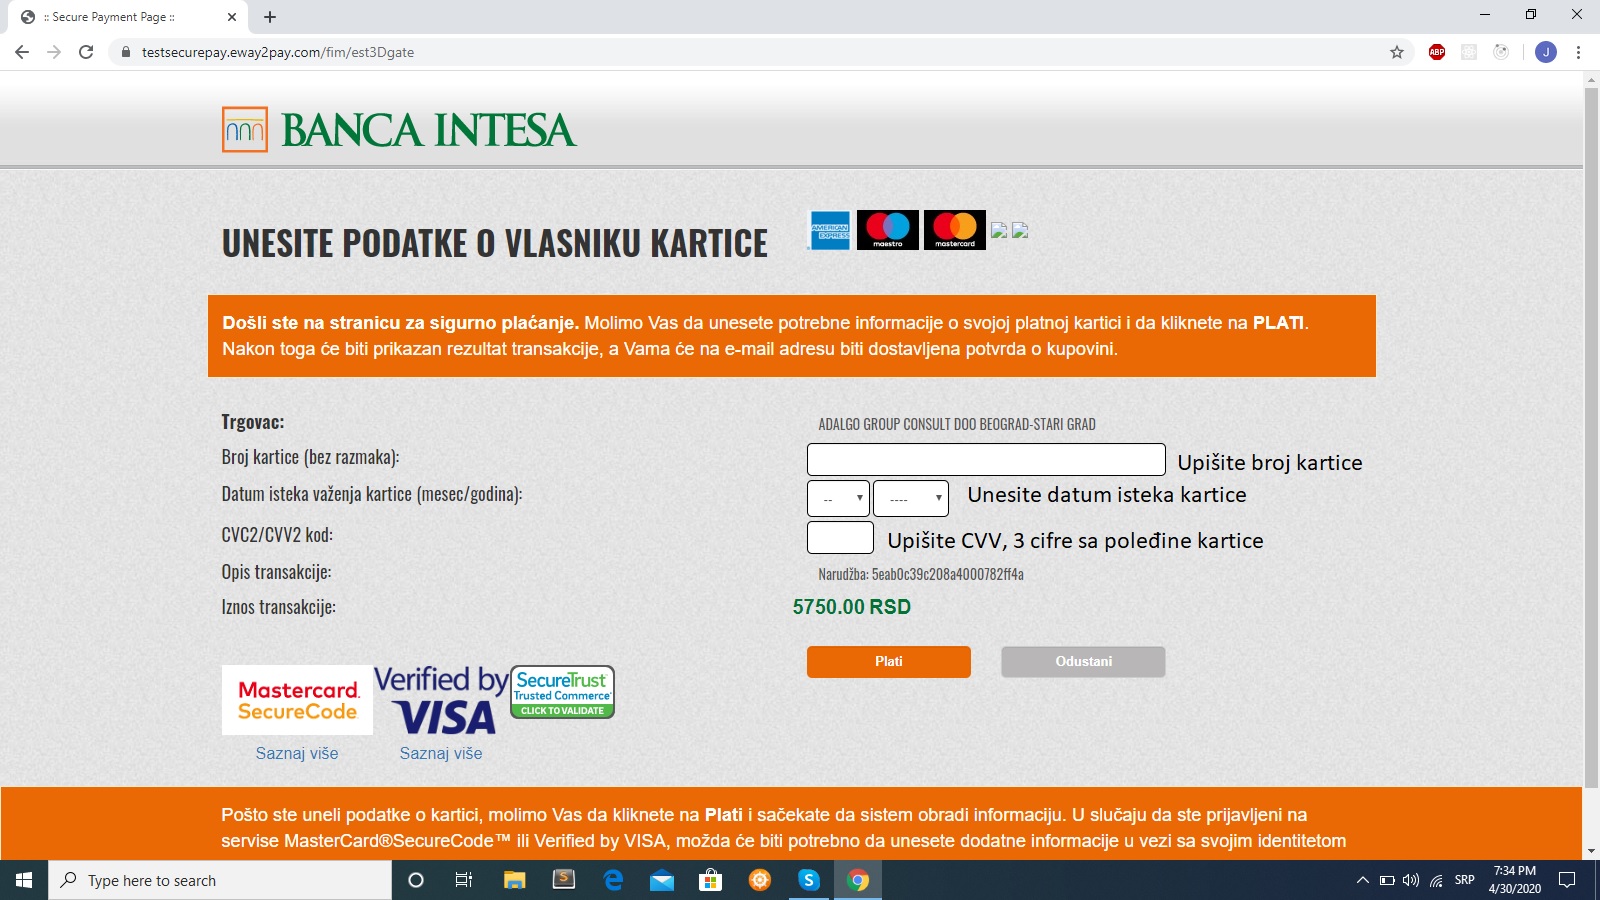 :: Secure Payment Page ::
testsecurepay.eway2pay.com/fim/est3Dgate
ABP
J
BANCA INTESA
UNESITE PODATKE O VLASNIKU KARTICE
AMERICAN EXPRESS
maestro
mastercard
Došli ste na stranicu za sigurno plaćanje. Molimo Vas da unesete potrebne informacije o svojoj platnoj kartici i da kliknete na PLATI.
Nakon toga će biti prikazan rezultat transakcije, a Vama će na e-mail adresu biti dostavljena potvrda o kupovini.
Trgovac:
ADALGO GROUP CONSULT DOO BEOGRAD-STARI GRAD
Broj kartice (bez razmaka):
Upišite broj kartice
Datum isteka važenja kartice (mesec/godina):
--
----
Unesite datum isteka kartice
CVC2/CVV2 kod:
Upišite CVV, 3 cifre sa poleđine kartice
Opis transakcije:
Narudžba: 5eab0c39c208a4000782ff4a
Iznos transakcije:
5750.00 RSD
Plati
Odustani
Mastercard.
SecureCode
Verified by
VISA
SecureTrust
Trusted Commerce
CLICK TO VALIDATE
Saznaj više
Saznaj više
Pošto ste uneli podatke o kartici, molimo Vas da kliknete na Plati i sačekate da sistem obradi informaciju. U slučaju da ste prijavljeni na
servise MasterCard®SecureCode™ ili Verified by VISA, možda će biti potrebno da unesete dodatne informacije u vezi sa svojim identitetom
Type here to search
SRP
7:34 PM
4/30/2020